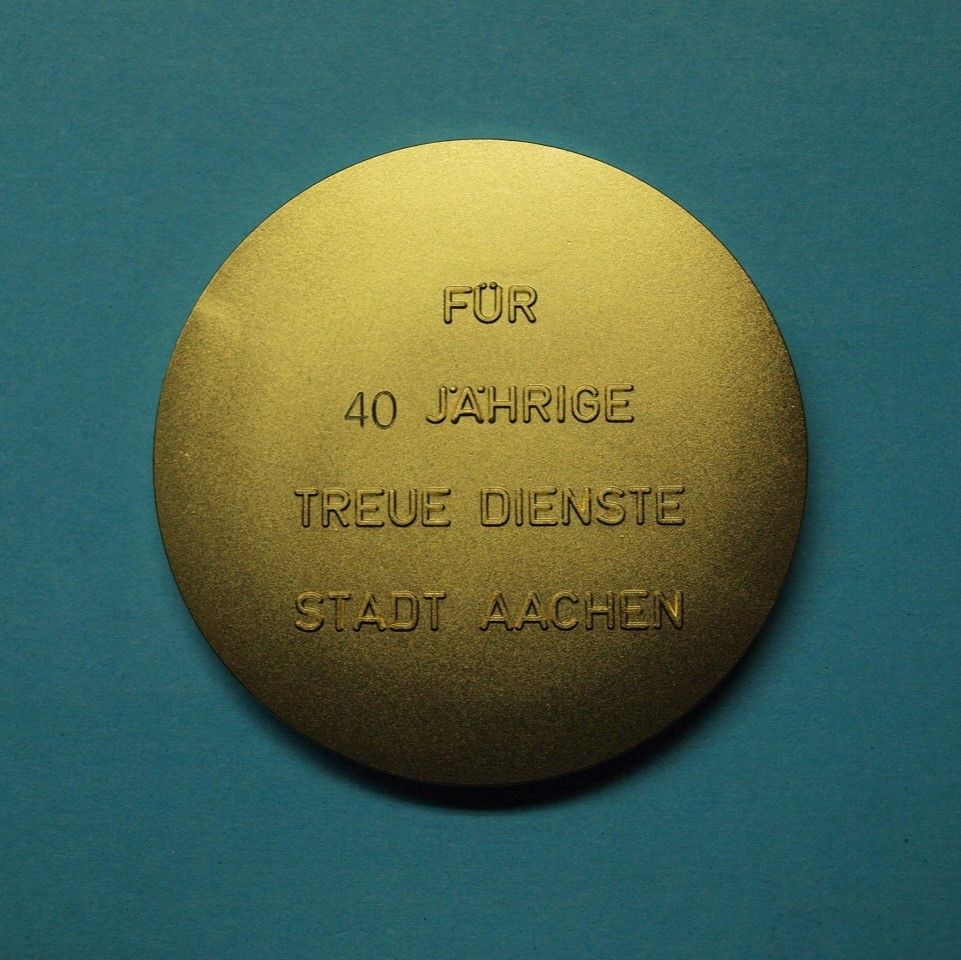 FÜR
40 JÄHRIGE
TREUE DIENSTE
STADT AACHEN